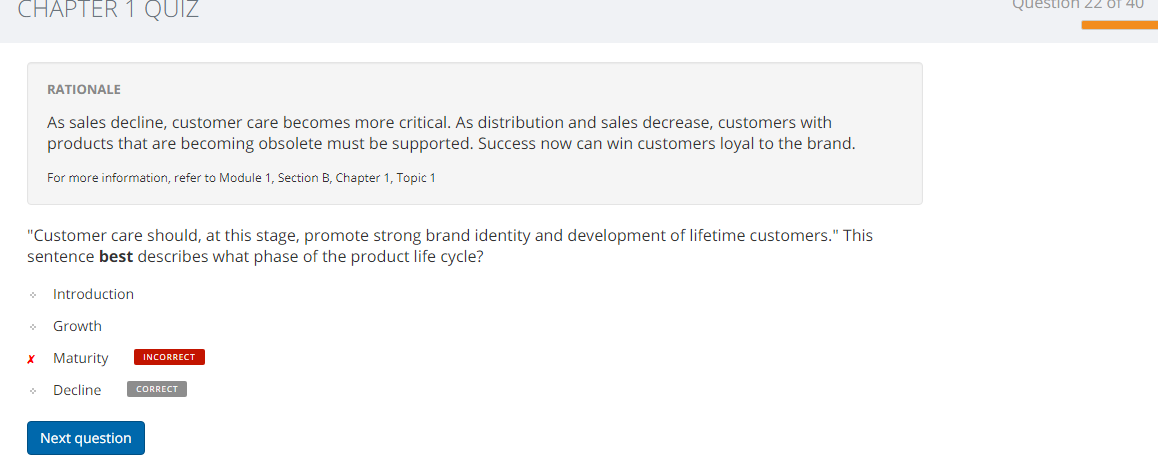 CHAPTER 1 QUIZ
Question 22 of 40
RATIONALE
As sales decline, customer care becomes more critical. As distribution and sales decrease, customers with
products that are becoming obsolete must be supported. Success now can win customers loyal to the brand.
For more information, refer to Module 1, Section B, Chapter 1, Topic 1
"Customer care should, at this stage, promote strong brand identity and development of lifetime customers." This
sentence best describes what phase of the product life cycle?
Introduction
Growth
Maturity INCORRECT
Decline CORRECT
Next question